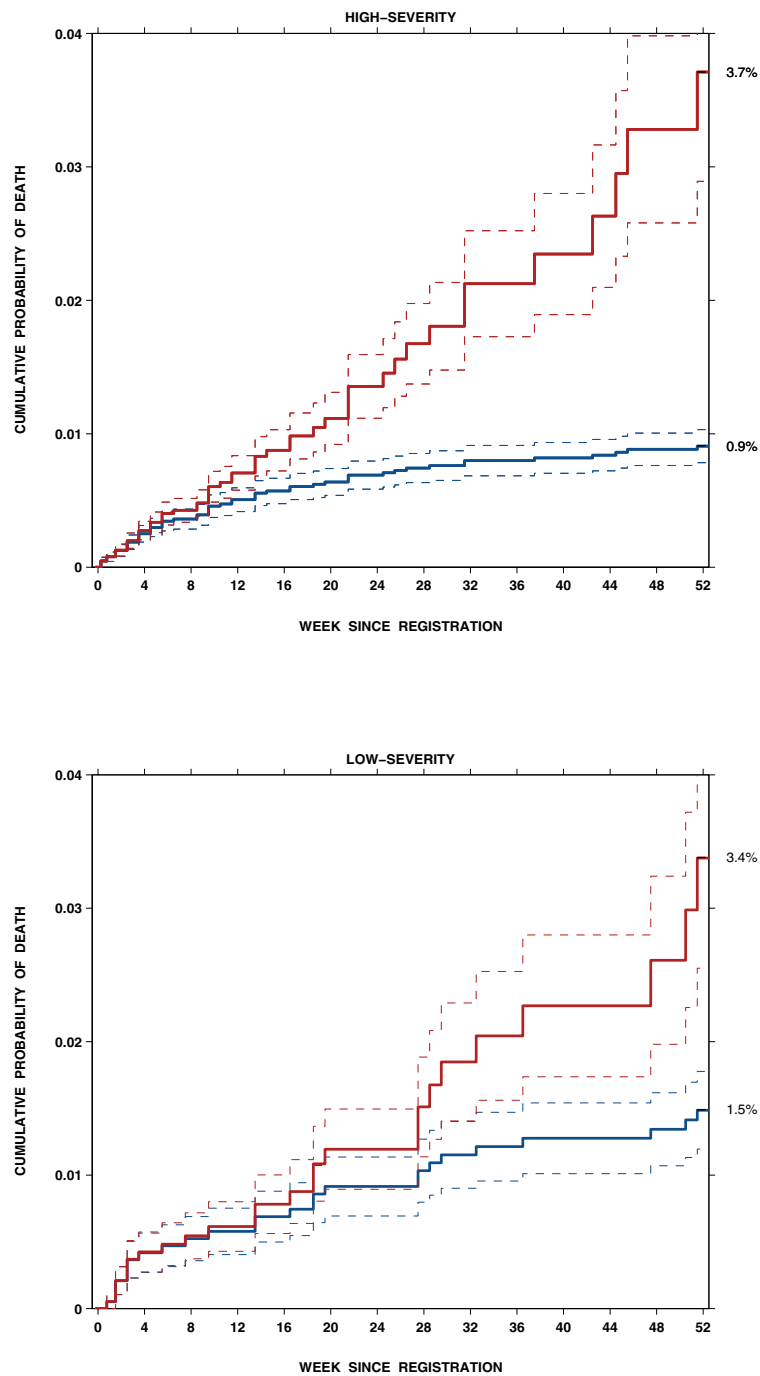 HIGH−SEVERITY
0.04
3.7%
0.03
0.02
0.01
0.9%
0
CUMULATIVE PROBABILITY OF DEATH
0 4 8 12 16 20 24 28 32 36 40 44 48 52
WEEK SINCE REGISTRATION
LOW−SEVERITY
0.04
3.4%
0.03
0.02
1.5%
0.01
0
CUMULATIVE PROBABILITY OF DEATH
0 4 8 12 16 20 24 28 32 36 40 44 48 52
WEEK SINCE REGISTRATION